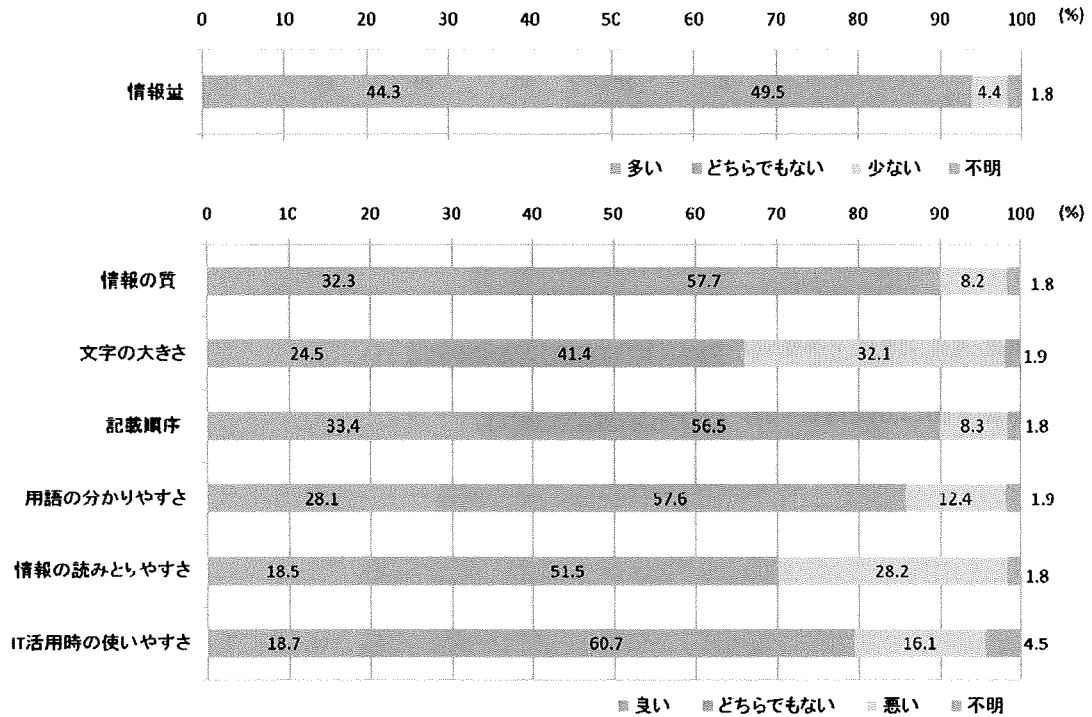 0 10 20 30 40 50 60 70 80 90 100 (%)
情報量 44.3 49.5 4.4 1.8
多い どちらでもない 少ない 不明
0 10 20 30 40 50 60 70 80 90 100 (%)
情報の質 32.3 57.7 8.2 1.8
文字の大きさ 24.5 41.4 32.1 1.9
記載順序 33.4 56.5 8.3 1.8
用語の分かりやすさ 28.1 57.6 12.4 1.9
情報の読みとりやすさ 18.5 51.5 28.2 1.8
IT活用時の使いやすさ 18.7 60.7 16.1 4.5
良い どちらでもない 悪い 不明